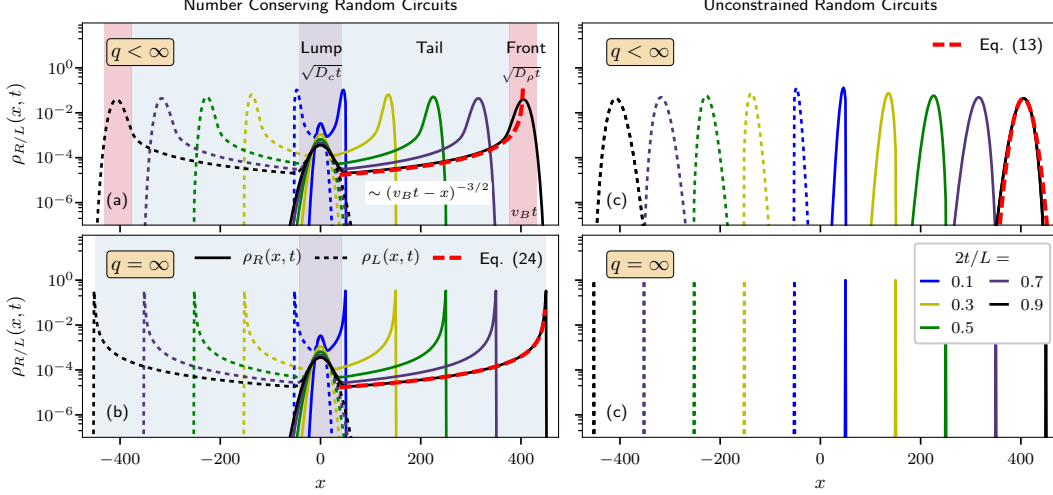 Number Conserving Random Circuits
Unconstrained Random Circuits
q < ∞
Lump
√D_c t
Tail
Front
√D_ρ t
10^0
10^−2
10^−4
10^−6
ρ_{R/L}(x, t)
(a)
∼ (v_B t − x)^{−3/2}
v_B t
q < ∞
Eq. (13)
(c)
q = ∞
ρ_R(x, t)
ρ_L(x, t)
Eq. (24)
10^0
10^−2
10^−4
10^−6
ρ_{R/L}(x, t)
(b)
−400
−200
0
200
400
x
q = ∞
2t/L =
0.1
0.7
0.3
0.9
0.5
(c)
−400
−200
0
200
400
x